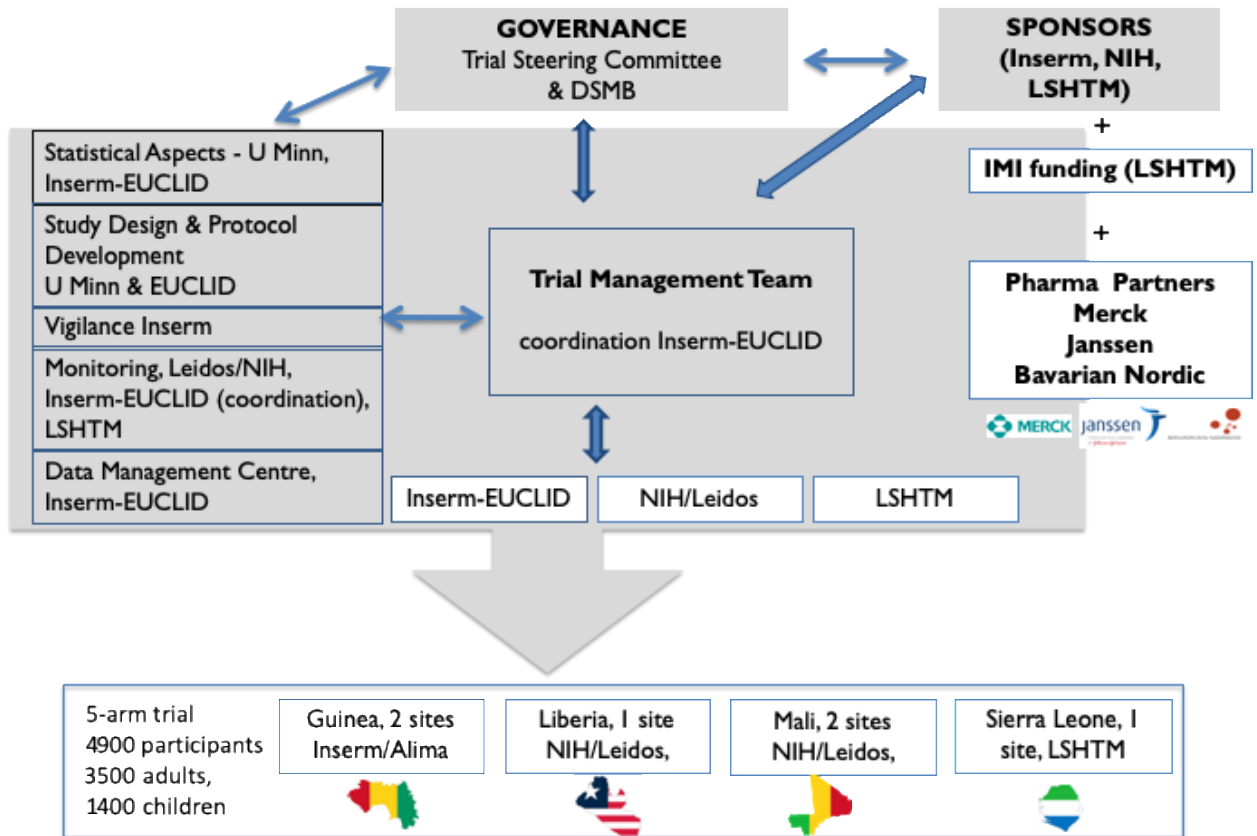 GOVERNANCE
Trial Steering Committee
& DSMB
SPONSORS
(Inserm, NIH,
LSHTM)
+
IMI funding (LSHTM)
+
Pharma Partners
Merck
Janssen
Bavarian Nordic
MERCK
janssen
Statistical Aspects - U Minn,
Inserm-EUCLID
Study Design & Protocol
Development
U Minn & EUCLID
Vigilance Inserm
Monitoring, Leidos/NIH,
Inserm-EUCLID (coordination),
LSHTM
Data Management Centre,
Inserm-EUCLID
Trial Management Team
coordination Inserm-EUCLID
Inserm-EUCLID
NIH/Leidos
LSHTM
5-arm trial
4900 participants
3500 adults,
1400 children
Guinea, 2 sites
Inserm/Alima
Liberia, 1 site
NIH/Leidos,
Mali, 2 sites
NIH/Leidos,
Sierra Leone, 1
site, LSHTM